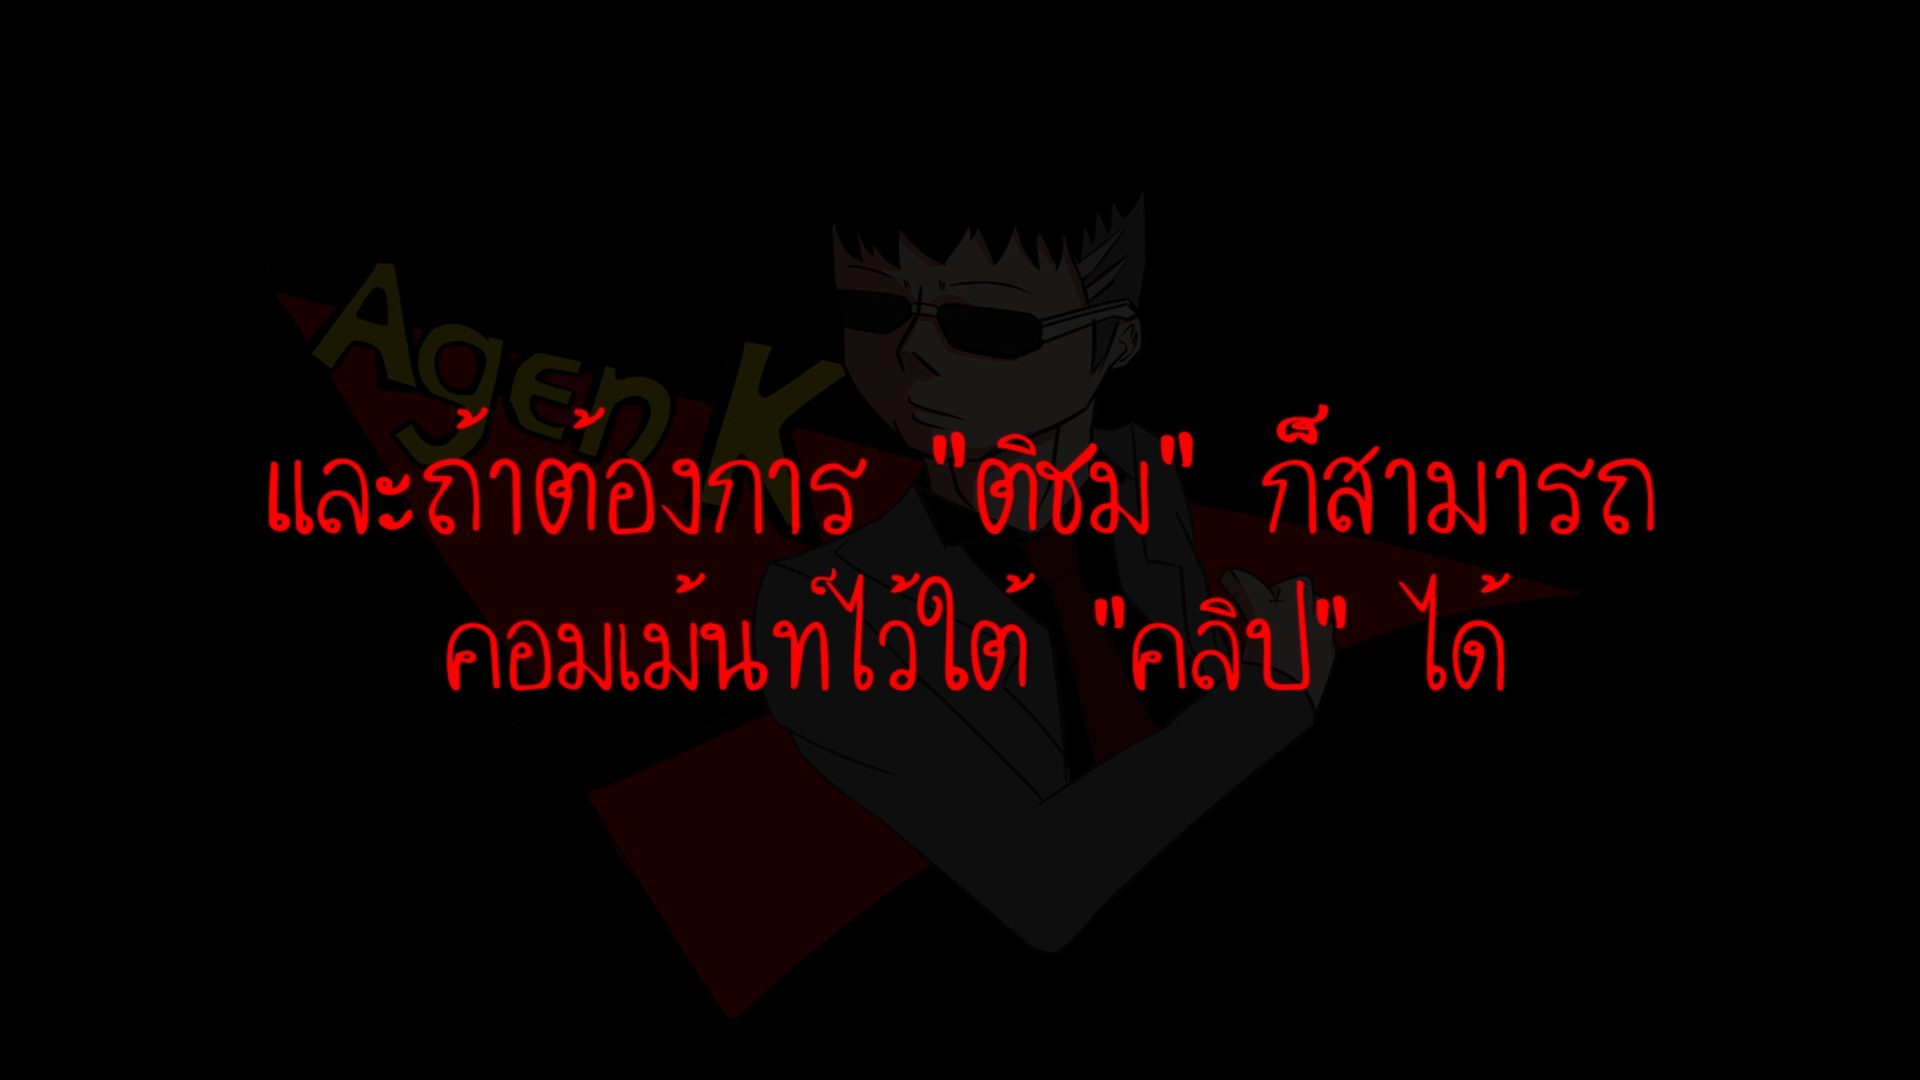 Agen K
และถ้าต้องการ "ติชม" ก็สามารถ
คอมเม้นท์ไว้ใต้ "คลิป" ได้